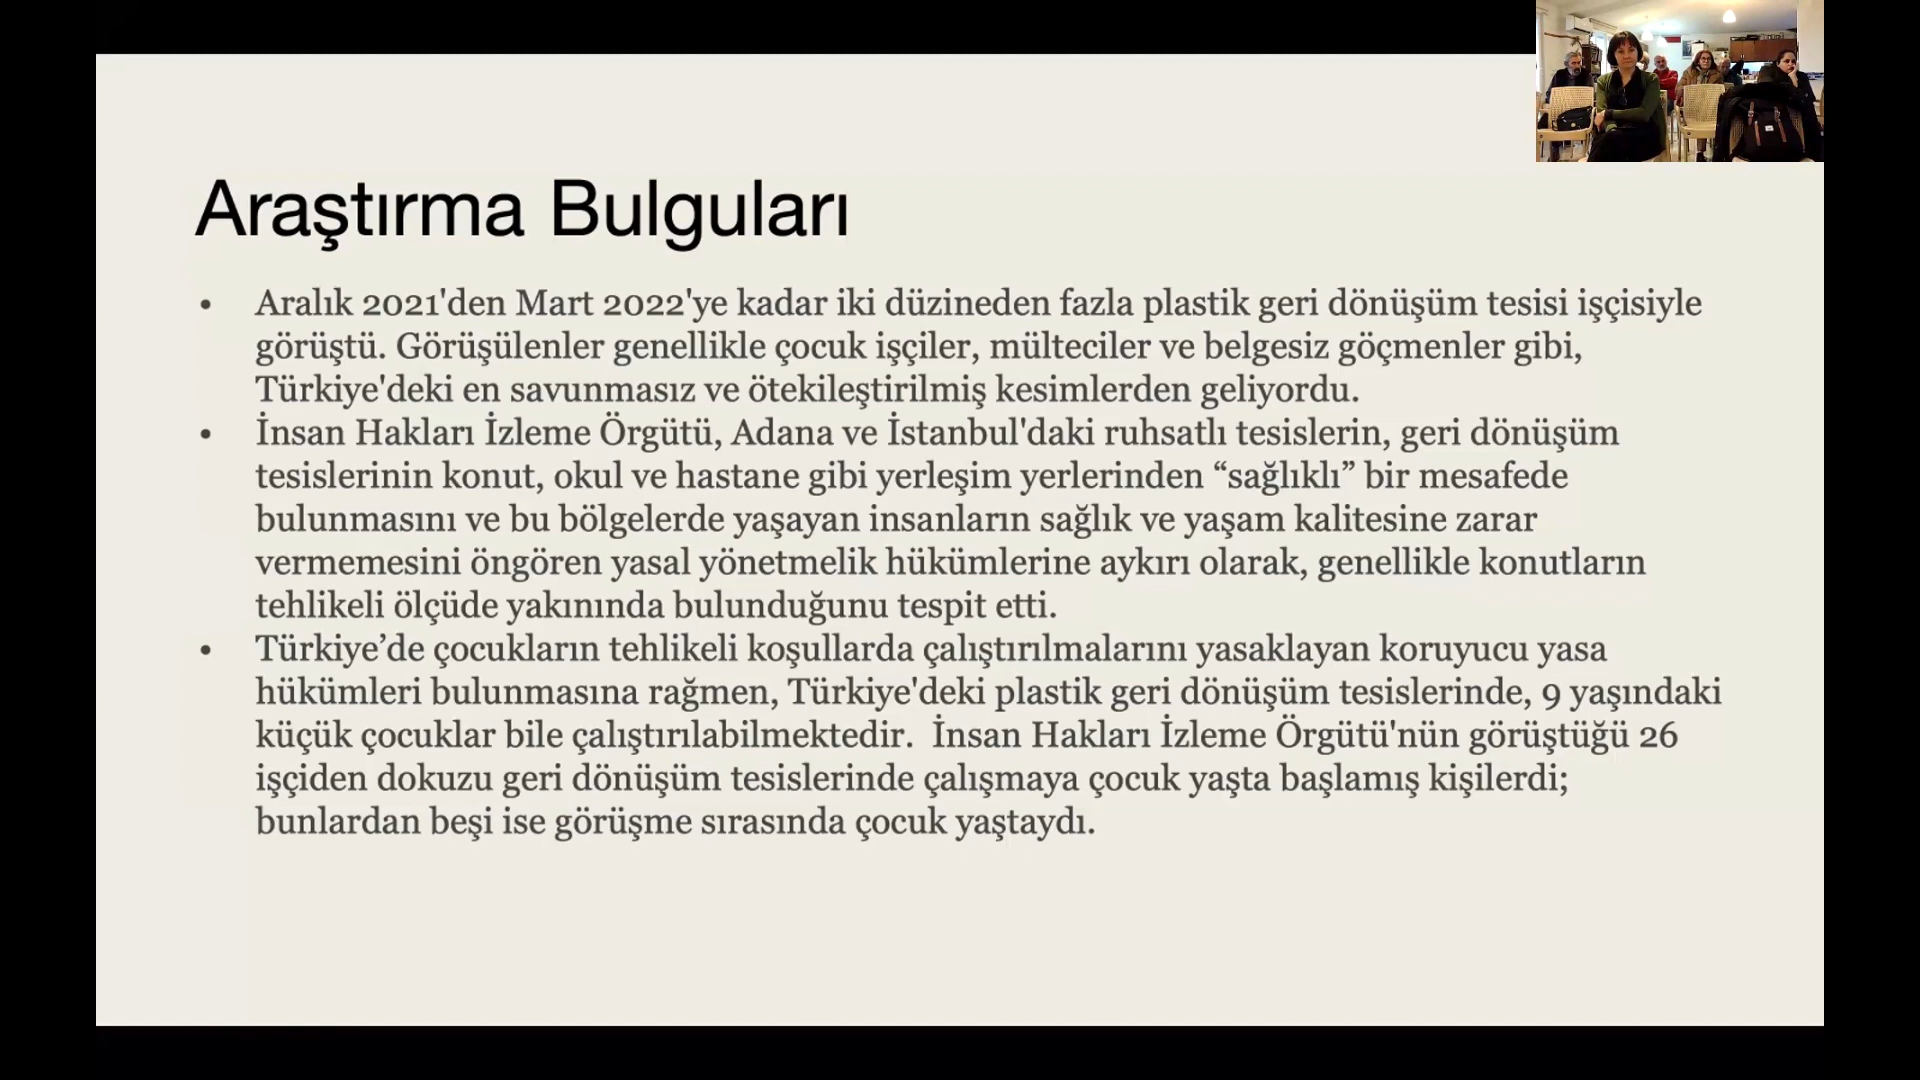 Araştırma Bulguları
• Aralık 2021'den Mart 2022'ye kadar iki düzineden fazla plastik geri dönüşüm tesisi işçisiyle
görüştü. Görüşülenler genellikle çocuk işçiler, mülteciler ve belgesiz göçmenler gibi,
Türkiye'deki en savunmasız ve ötekileştirilmiş kesimlerden geliyordu.
• İnsan Hakları İzleme Örgütü, Adana ve İstanbul'daki ruhsatlı tesislerin, geri dönüşüm
tesislerinin konut, okul ve hastane gibi yerleşim yerlerinden “sağlıklı” bir mesafede
bulunmasını ve bu bölgelerde yaşayan insanların sağlık ve yaşam kalitesine zarar
vermemesini öngören yasal yönetmelik hükümlerine aykırı olarak, genellikle konutların
tehlikeli ölçüde yakınında bulunduğunu tespit etti.
• Türkiye’de çocukların tehlikeli koşullarda çalıştırılmalarını yasaklayan koruyucu yasa
hükümleri bulunmasına rağmen, Türkiye'deki plastik geri dönüşüm tesislerinde, 9 yaşındaki
küçük çocuklar bile çalıştırılabilmektedir.  İnsan Hakları İzleme Örgütü'nün görüştüğü 26
işçiden dokuzu geri dönüşüm tesislerinde çalışmaya çocuk yaşta başlamış kişilerdi;
bunlardan beşi ise görüşme sırasında çocuk yaştaydı.